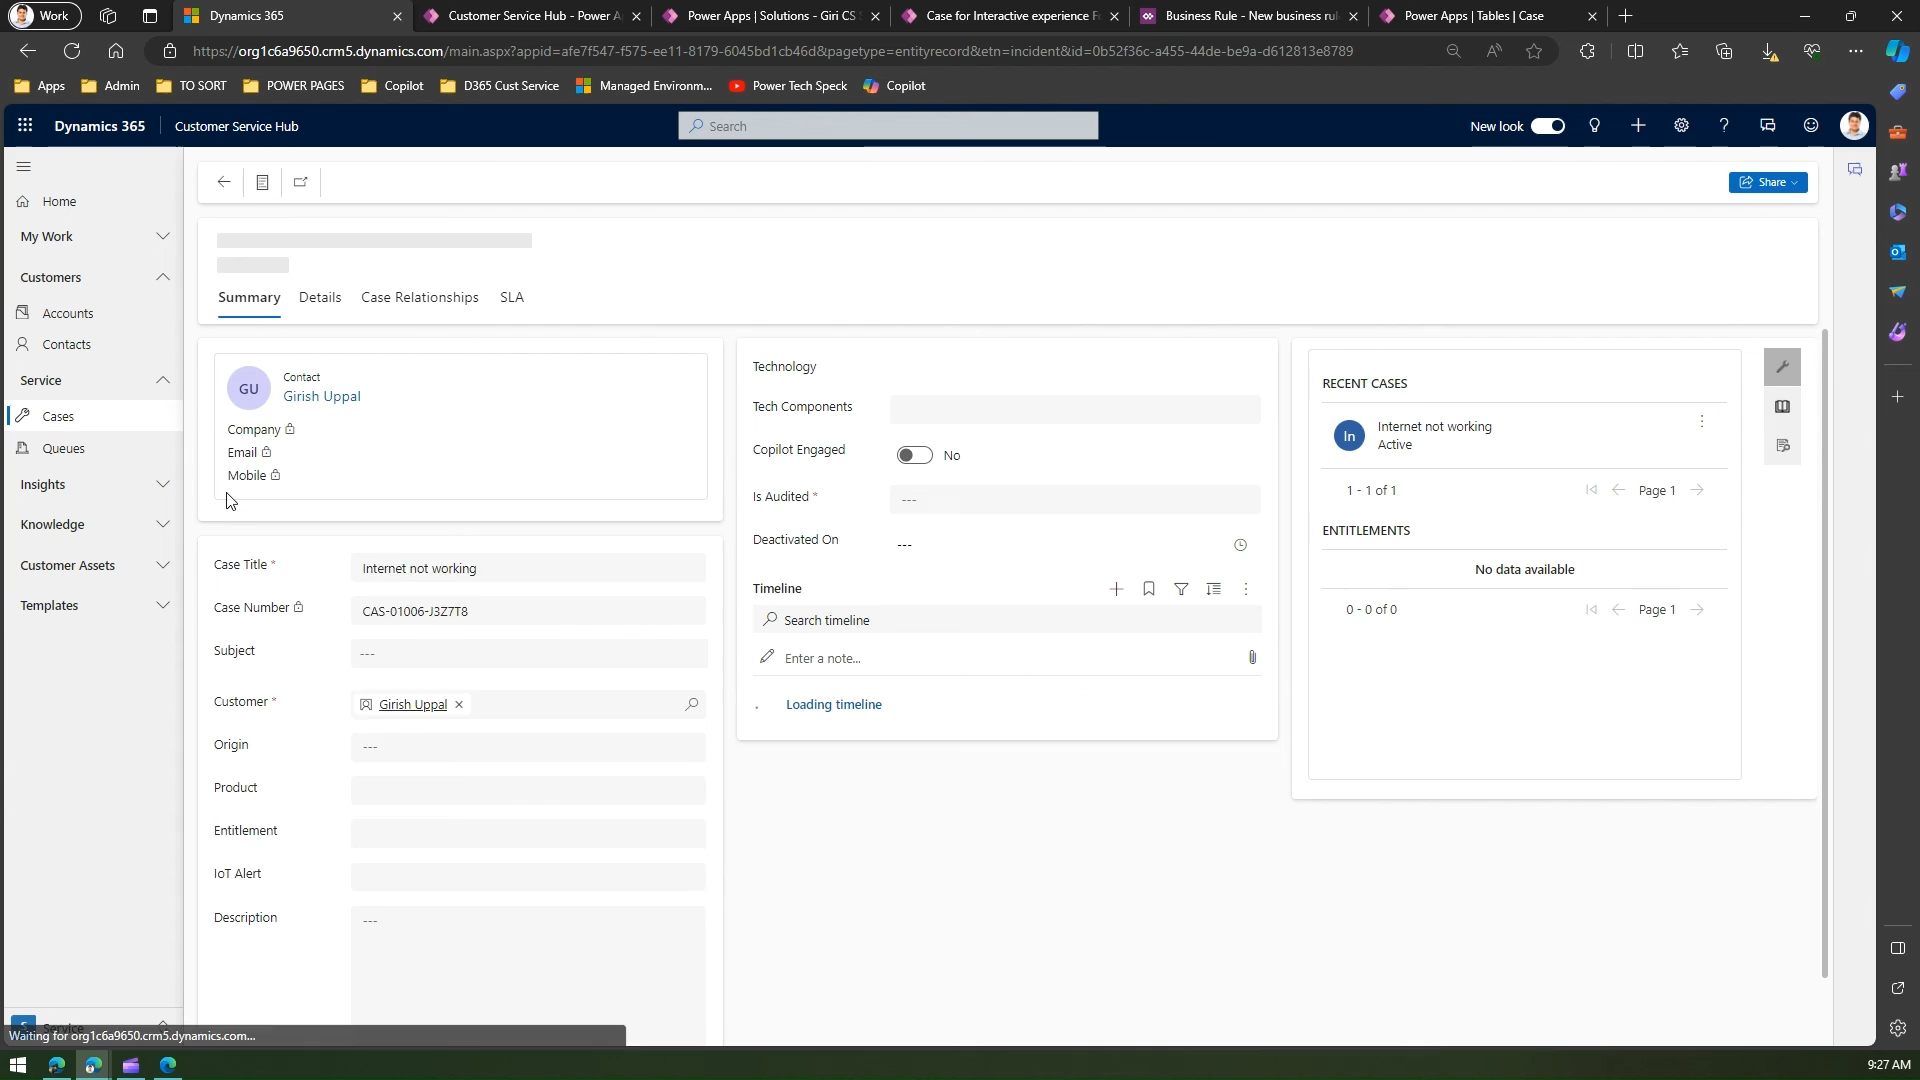 Work
Dynamics 365
Customer Service Hub - Power A
Power Apps | Solutions - Giri CS S
Case for Interactive experience F
Business Rule - New business rul
Power Apps | Tables | Case
https://org1c6a9650.crm5.dynamics.com/main.aspx?appid=afe7f547-f575-ee11-8179-6045bd1cb46d&pagetype=entityrecord&etn=incident&id=0b52f36c-a455-44de-be9a-d612813e8789
Apps
Admin
TO SORT
POWER PAGES
Copilot
D365 Cust Service
Managed Environm...
Power Tech Speck
Copilot
Dynamics 365
Customer Service Hub
Search
New look
Home
My Work
Customers
Accounts
Contacts
Service
Cases
Queues
Insights
Knowledge
Customer Assets
Templates
Service
Share
Summary
Details
Case Relationships
SLA
GU
Contact
Girish Uppal
Company
Email
Mobile
Case Title *
Internet not working
Case Number
CAS-01006-J3Z7T8
Subject
---
Customer *
Girish Uppal
Origin
---
Product
Entitlement
IoT Alert
Description
---
Technology
Tech Components
Copilot Engaged
No
Is Audited *
---
Deactivated On
---
Timeline
Search timeline
Enter a note...
Loading timeline
RECENT CASES
In
Internet not working
Active
1 - 1 of 1
Page 1
ENTITLEMENTS
No data available
0 - 0 of 0
Page 1
Waiting for org1c6a9650.crm5.dynamics.com...
9:27 AM